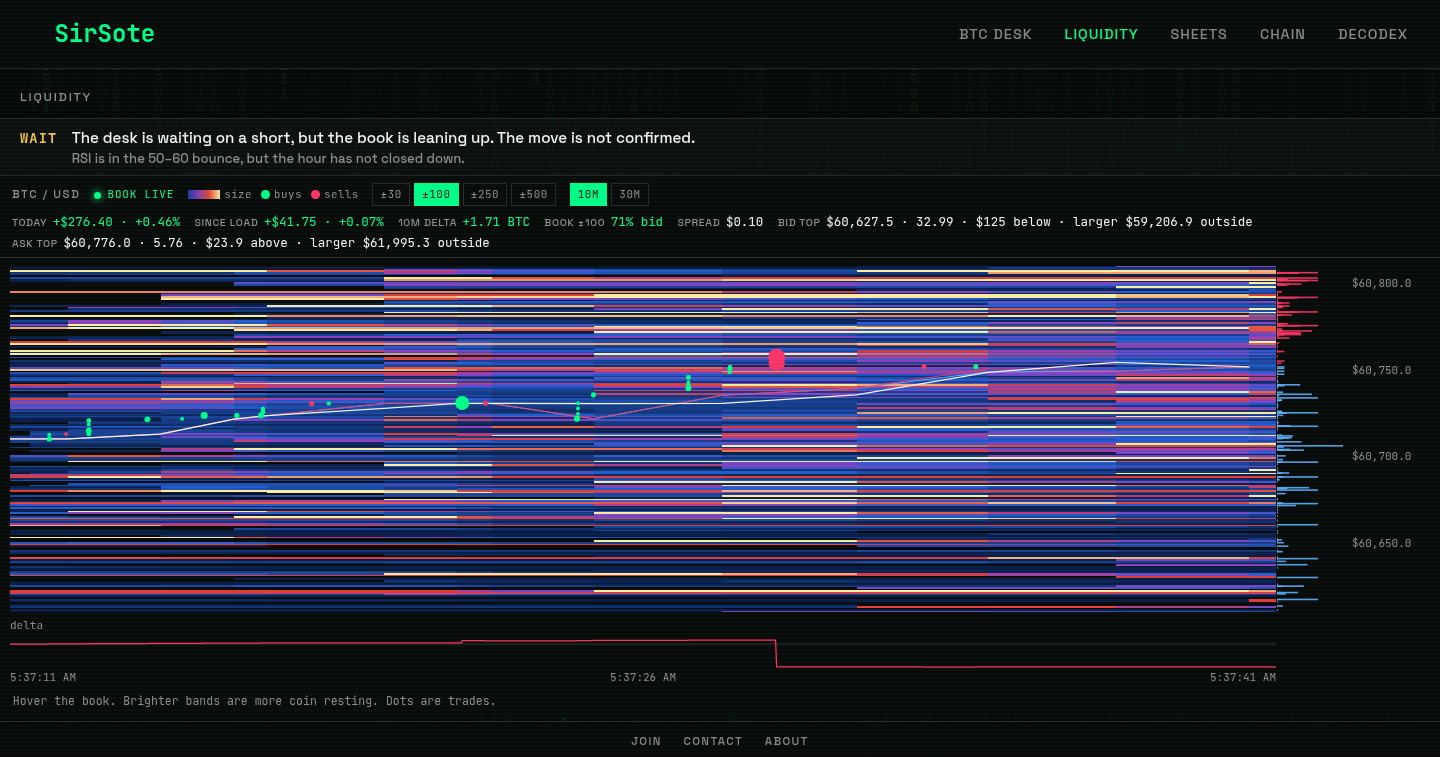 SirSote
BTC DESK LIQUIDITY SHEETS CHAIN DECODEX
LIQUIDITY
WAIT The desk is waiting on a short, but the book is leaning up. The move is not confirmed.
RSI is in the 50–60 bounce, but the hour has not closed down.
BTC / USD BOOK LIVE size buys sells ±30 ±100 ±250 ±500 10M 30M
TODAY +$276.40 · +0.46% SINCE LOAD +$41.75 · +0.07% 10M DELTA +1.71 BTC BOOK ±100 71% bid SPREAD $0.10 BID TOP $60,627.5 · 32.99 · $125 below · larger $59,206.9 outside
ASK TOP $60,776.0 · 5.76 · $23.9 above · larger $61,995.3 outside
$60,800.0
$60,750.0
$60,700.0
$60,650.0
delta
5:37:11 AM 5:37:26 AM 5:37:41 AM
Hover the book. Brighter bands are more coin resting. Dots are trades.
JOIN CONTACT ABOUT